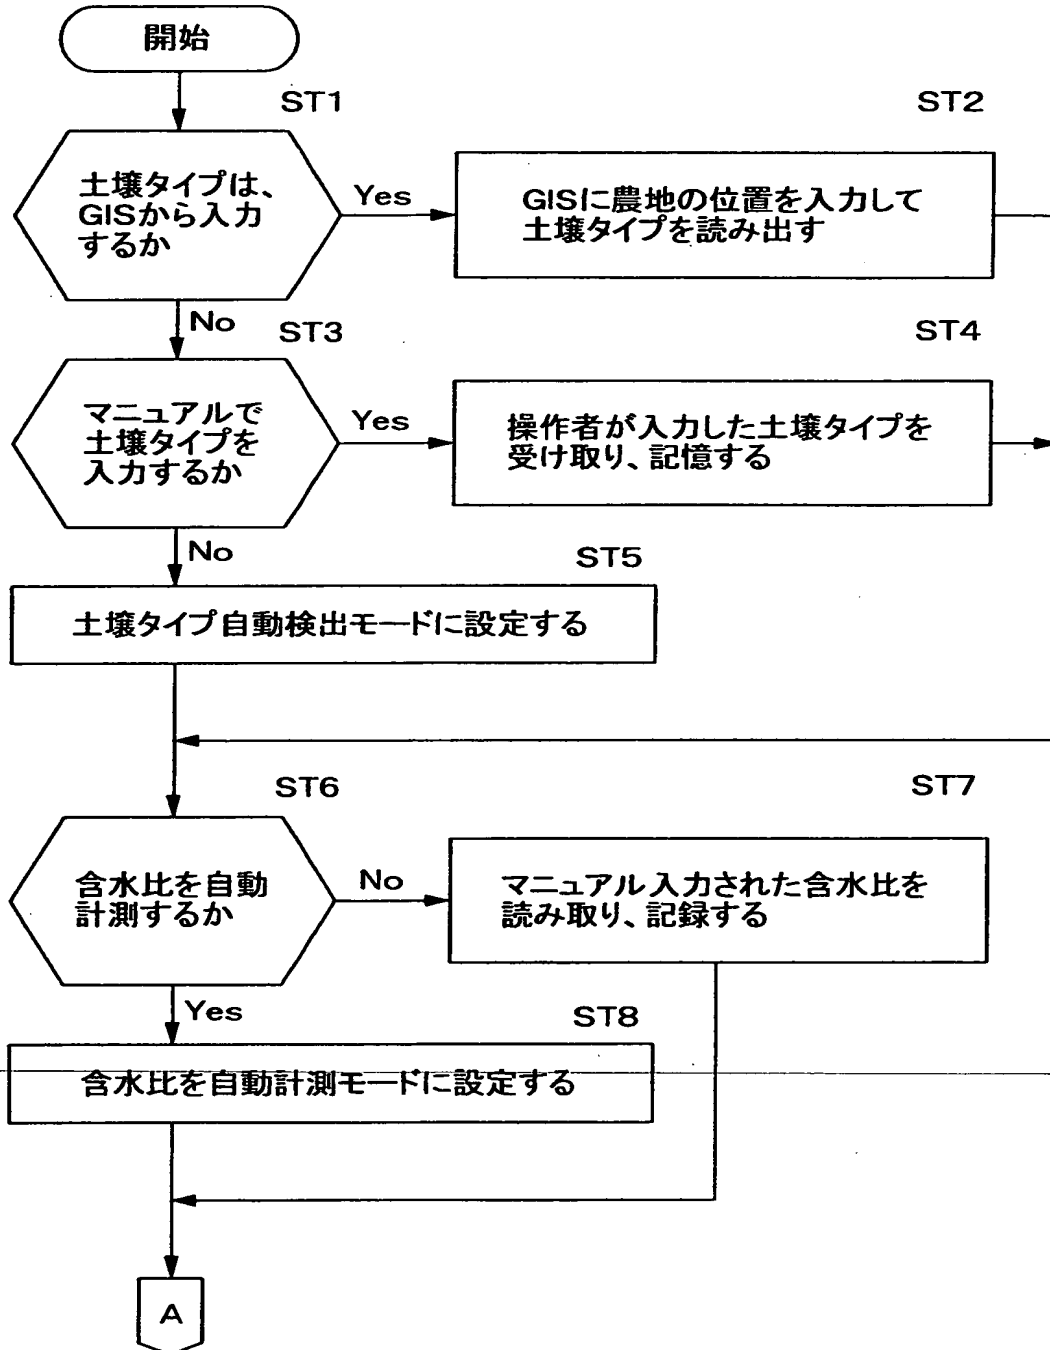 開始
ST1
土壌タイプは、
GISから入力
するか
Yes
ST2
GISに農地の位置を入力して
土壌タイプを読み出す
No
ST3
マニュアルで
土壌タイプを
入力するか
Yes
ST4
操作者が入力した土壌タイプを
受け取り、記憶する
No
ST5
土壌タイプ自動検出モードに設定する
ST6
含水比を自動
計測するか
No
ST7
マニュアル入力された含水比を
読み取り、記録する
Yes
ST8
含水比を自動計測モードに設定する
A